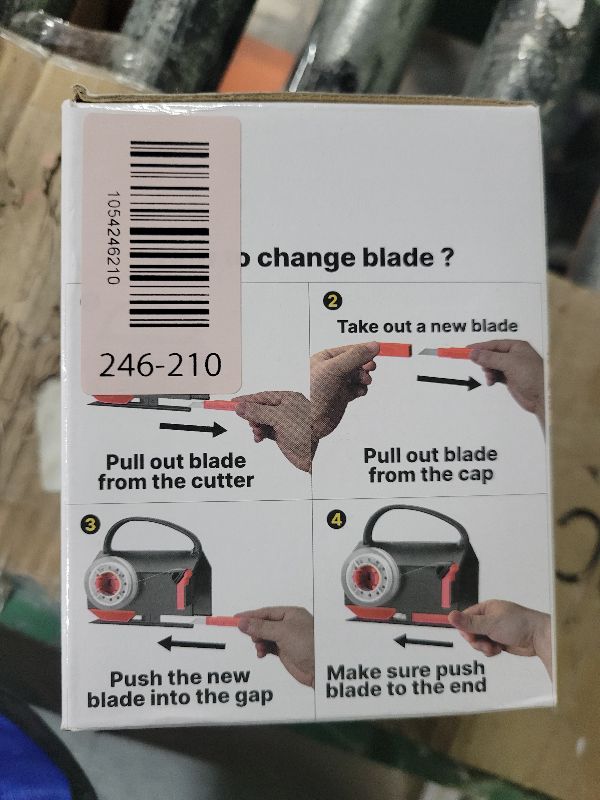 1054246210
246-210
o change blade ?
2
Take out a new blade
Pull out blade
from the cutter
Pull out blade
from the cap
3
4
Push the new
blade into the gap
Make sure push
blade to the end